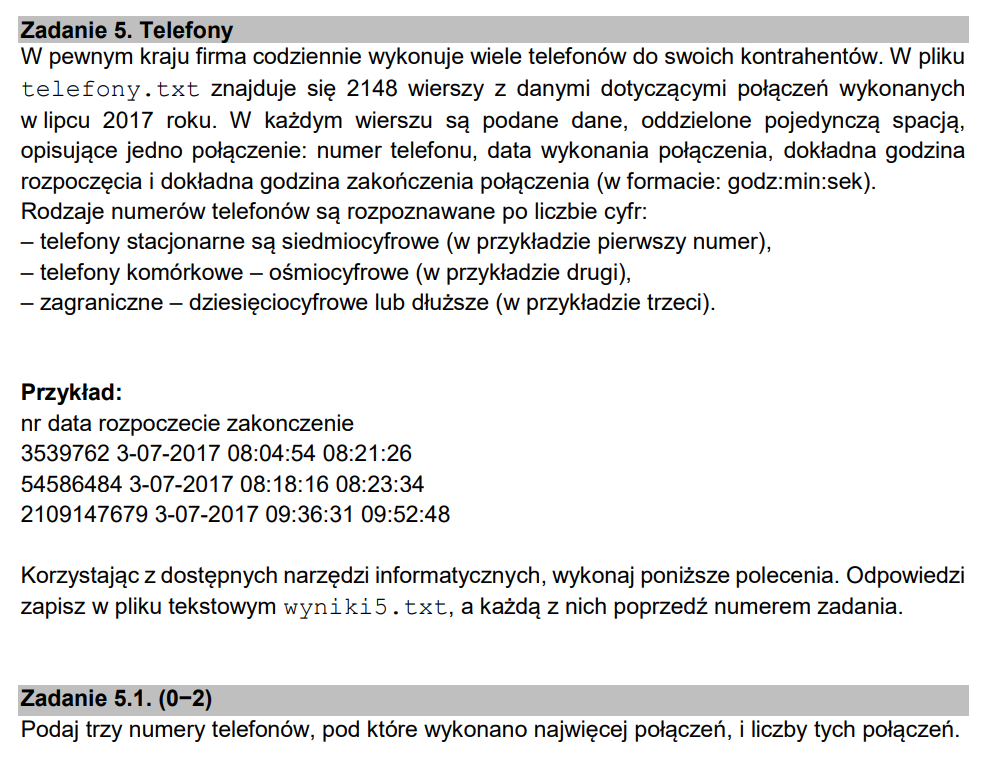 Zadanie 5. Telefony
W pewnym kraju firma codziennie wykonuje wiele telefonów do swoich kontrahentów. W pliku
telefony.txt znajduje się 2148 wierszy z danymi dotyczącymi połączeń wykonanych
w lipcu 2017 roku. W każdym wierszu są podane dane, oddzielone pojedynczą spacją,
opisujące jedno połączenie: numer telefonu, data wykonania połączenia, dokładna godzina
rozpoczęcia i dokładna godzina zakończenia połączenia (w formacie: godz:min:sek).
Rodzaje numerów telefonów są rozpoznawane po liczbie cyfr:
– telefony stacjonarne są siedmiocyfrowe (w przykładzie pierwszy numer),
– telefony komórkowe – ośmiocyfrowe (w przykładzie drugi),
– zagraniczne – dziesięciocyfrowe lub dłuższe (w przykładzie trzeci).
Przykład:
nr data rozpoczecie zakonczenie
3539762 3-07-2017 08:04:54 08:21:26
54586484 3-07-2017 08:18:16 08:23:34
2109147679 3-07-2017 09:36:31 09:52:48
Korzystając z dostępnych narzędzi informatycznych, wykonaj poniższe polecenia. Odpowiedzi
zapisz w pliku tekstowym wyniki5.txt, a każdą z nich poprzedź numerem zadania.
Zadanie 5.1. (0−2)
Podaj trzy numery telefonów, pod które wykonano najwięcej połączeń, i liczby tych połączeń.